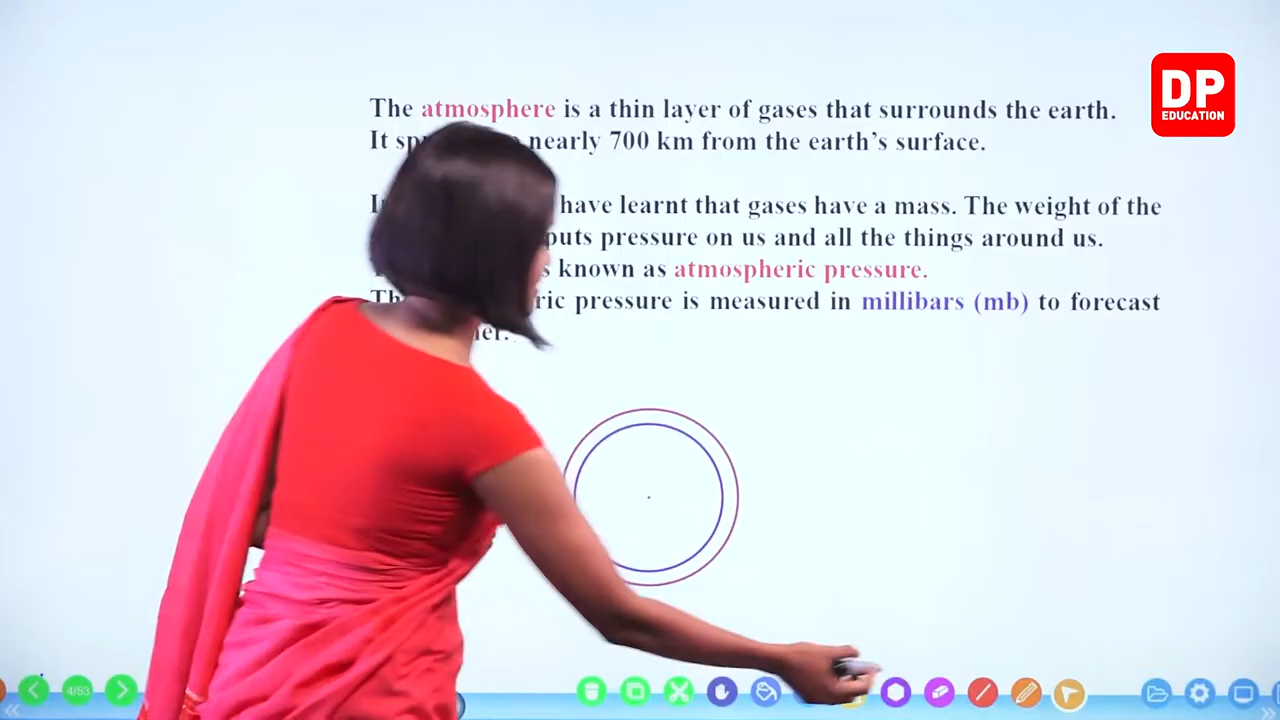 The atmosphere is a thin layer of gases that surrounds the earth.
It nearly 700 km from the earth's surface.
have learnt that gases have a mass. The weight of the
puts pressure on us and all the things around us.
known as atmospheric pressure.
pressure is measured in millibars (mb) to forecast
DP
EDUCATION
4/53